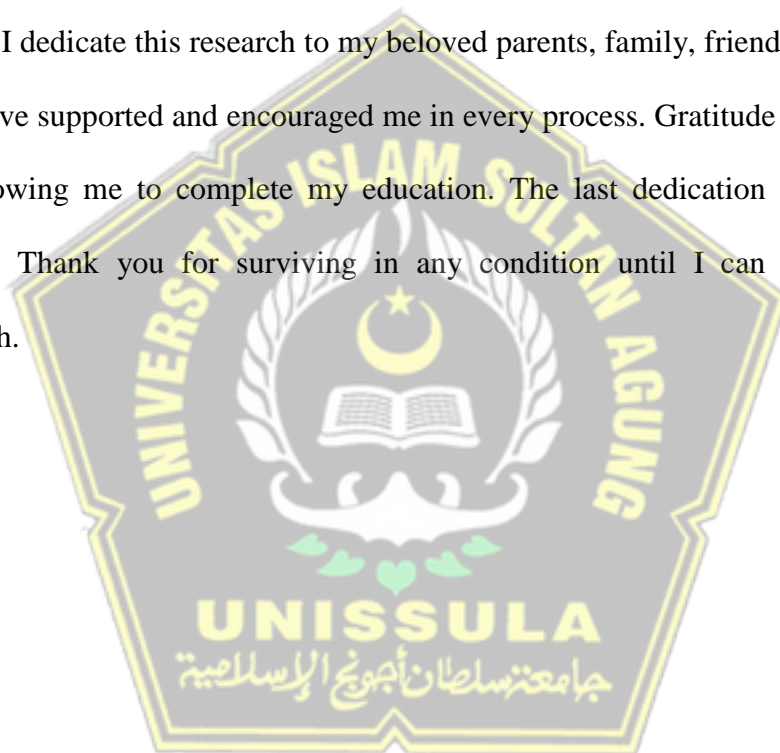 I dedicate this research to my beloved parents, family, friend
ve supported and encouraged me in every process. Gratitude
owing me to complete my education. The last dedication
Thank you for surviving in any condition until I can
h.
UNIVERSITAS ISLAM SULTAN AGUNG
UNISSULA
جامعة سلطان أجونج الإسلامية